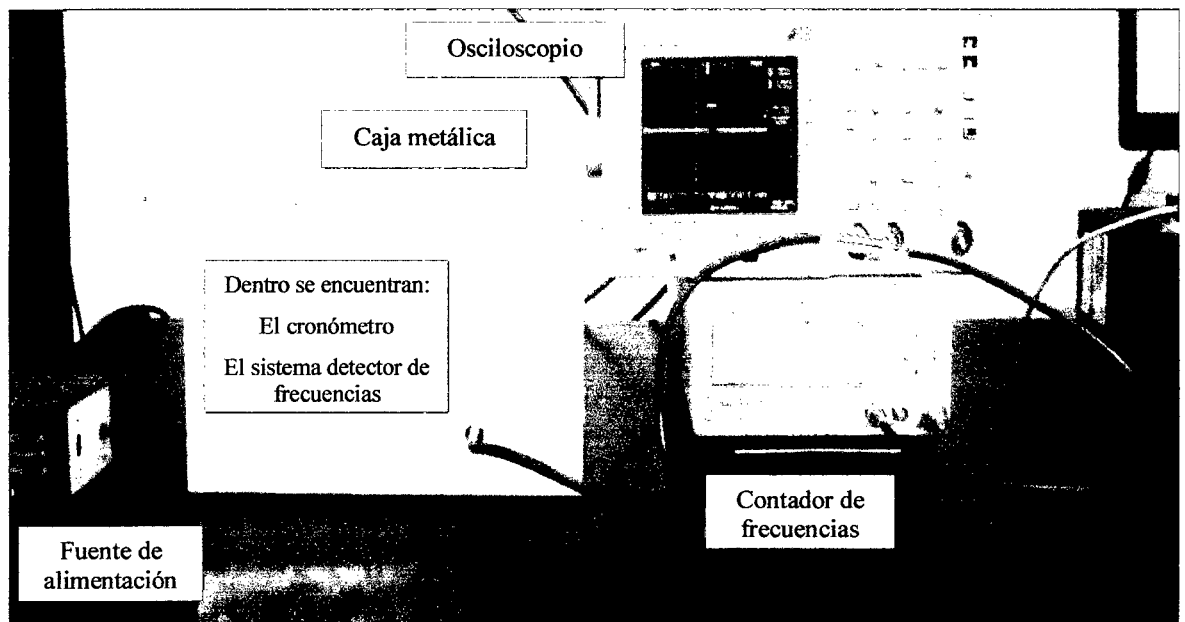 Osciloscopio
Caja metálica
Dentro se encuentran:
El cronómetro
El sistema detector de
frecuencias
Contador de
frecuencias
Fuente de
alimentación